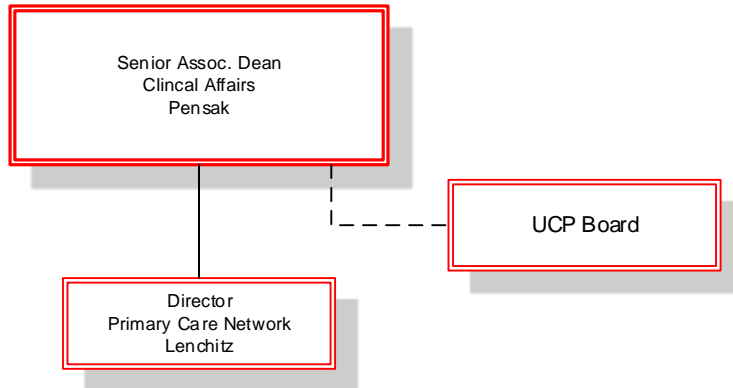 Senior Assoc. Dean
Clincal Affairs
Pensak
UCP Board
Director
Primary Care Network
Lenchitz